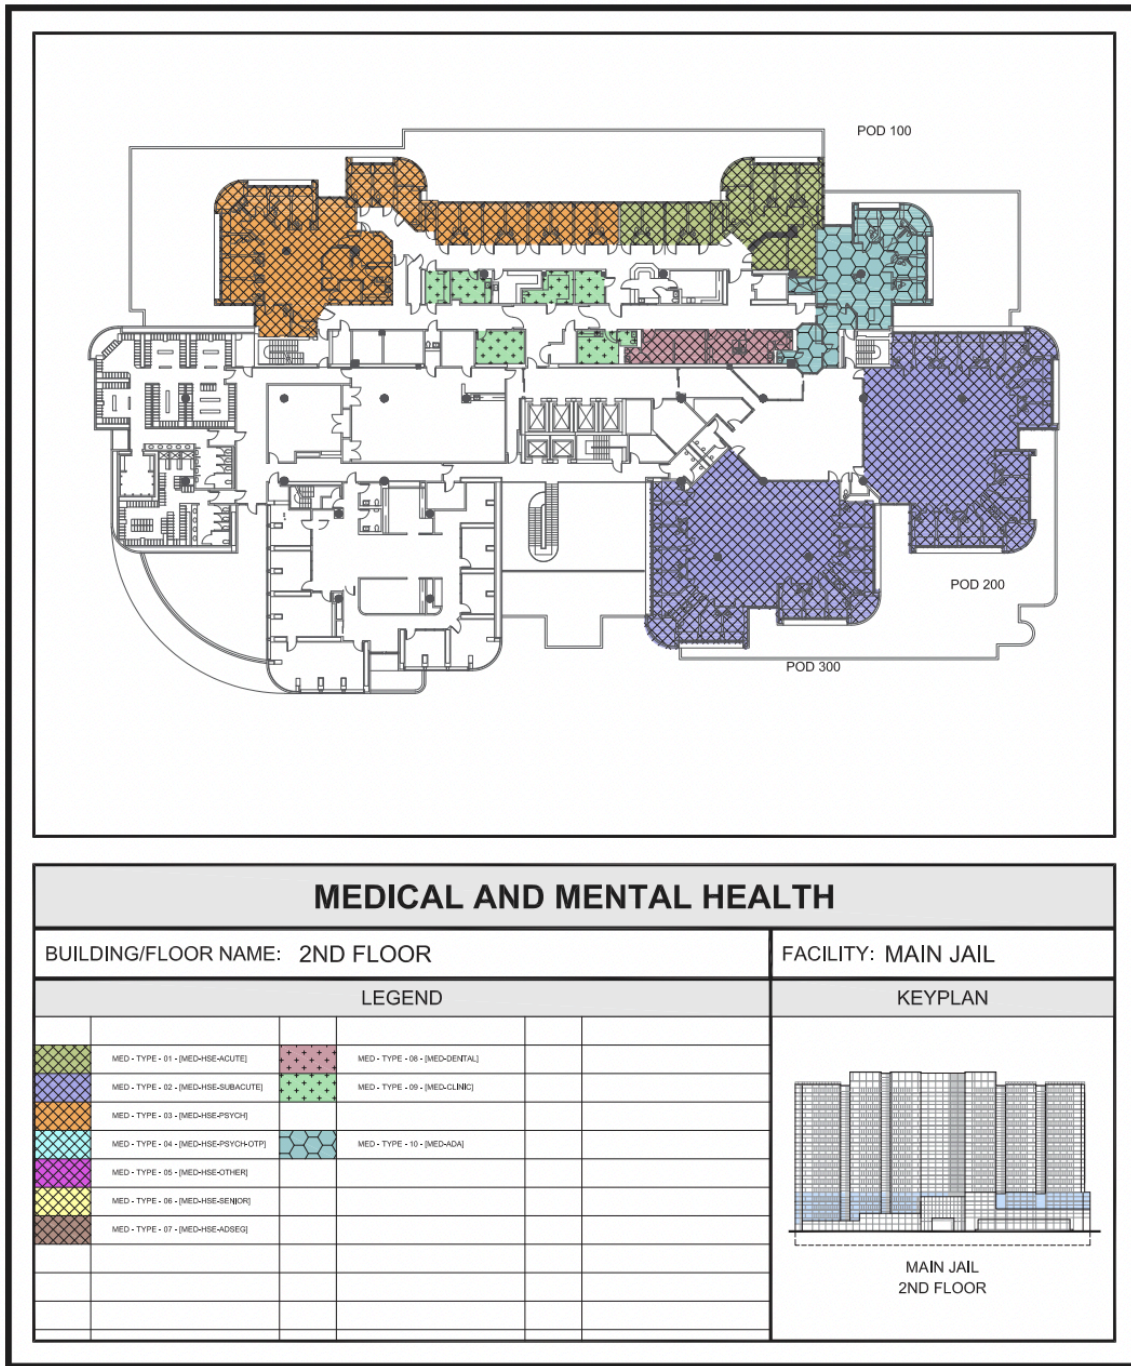 POD 100
POD 200
POD 300
MEDICAL AND MENTAL HEALTH
BUILDING/FLOOR NAME: 2ND FLOOR
FACILITY: MAIN JAIL
LEGEND
KEYPLAN
MED - TYPE - 01 - [MED-HSE-ACUTE]
MED - TYPE - 08 - [MED-DENTAL]
MED - TYPE - 02 - [MED-HSE-SUBACUTE]
MED - TYPE - 09 - [MED-CLINIC]
MED - TYPE - 03 - [MED-HSE-PSYCH]
MED - TYPE - 04 - [MED-HSE-PSYCH-OTP]
MED - TYPE - 10 - [MED-ADA]
MED - TYPE - 05 - [MED-HSE-OTHER]
MED - TYPE - 06 - [MED-HSE-SENIOR]
MED - TYPE - 07 - [MED-HSE-ADSEG]
MAIN JAIL
2ND FLOOR